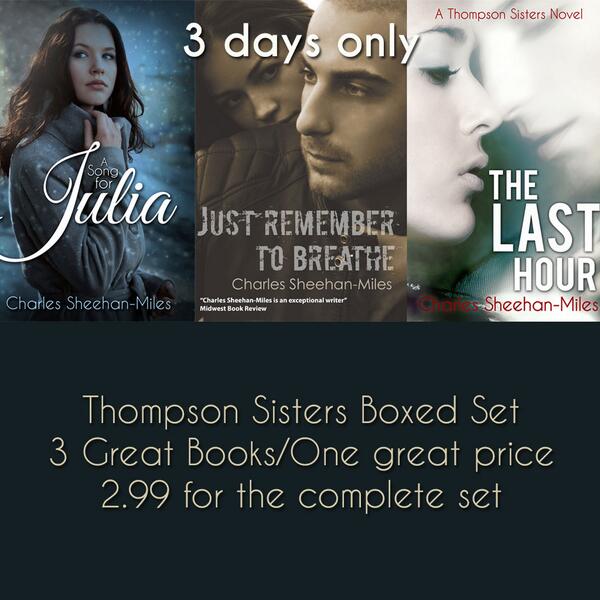 3 days only
A
Song
for
Julia
Charles Sheehan-Miles
JUST REMEMBER
TO BREATHE
Charles Sheehan-Miles
"Charles Sheehan-Miles is an exceptional writer"
Midwest Book Review
A Thompson Sisters Novel
THE
LAST
HOUR
Charles Sheehan-Miles
Thompson Sisters Boxed Set
3 Great Books/One great price
2.99 for the complete set